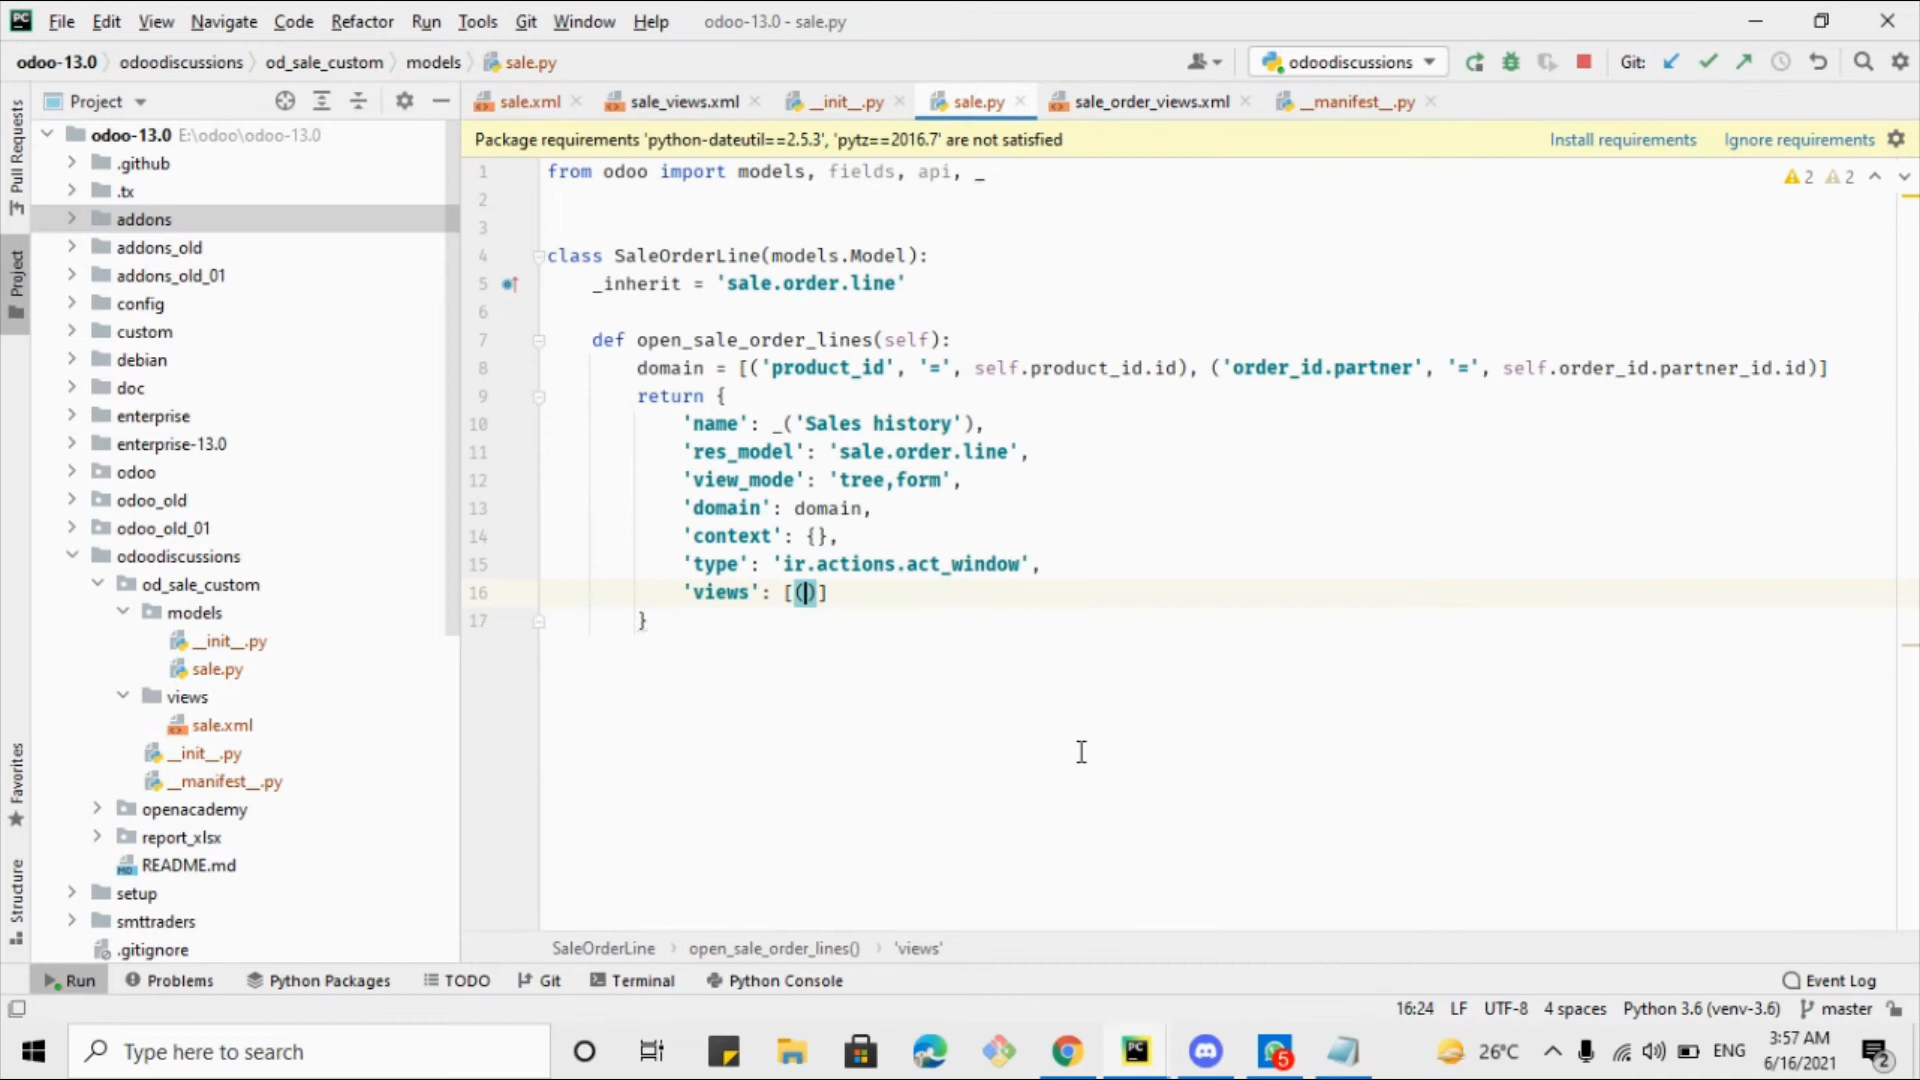 File Edit View Navigate Code Refactor Run Tools Git Window Help odoo-13.0 - sale.py
odoo-13.0 odoodiscussions od_sale_custom models sale.py odoodiscussions Git:
Project sale.xml sale_views.xml __init__.py sale.py sale_order_views.xml __manifest__.py
Package requirements 'python-dateutil==2.5.3', 'pytz==2016.7' are not satisfied Install requirements Ignore requirements
Pull Requests
Project
Favorites
Structure
odoo-13.0 E:\odoo\odoo-13.0
.github
.tx
addons
addons_old
addons_old_01
config
custom
debian
doc
enterprise
enterprise-13.0
odoo
odoo_old
odoo_old_01
odoodiscussions
od_sale_custom
models
__init__.py
sale.py
views
sale.xml
__init__.py
__manifest__.py
openacademy
report_xlsx
README.md
setup
smttraders
.gitignore
2 2
1 from odoo import models, fields, api, _
2
3
4 class SaleOrderLine(models.Model):
5 _inherit = 'sale.order.line'
6
7 def open_sale_order_lines(self):
8 domain = [('product_id', '=', self.product_id.id), ('order_id.partner', '=', self.order_id.partner_id.id)]
9 return {
10 'name': _('Sales history'),
11 'res_model': 'sale.order.line',
12 'view_mode': 'tree,form',
13 'domain': domain,
14 'context': {},
15 'type': 'ir.actions.act_window',
16 'views': [()]
17 }
SaleOrderLine open_sale_order_lines() 'views'
Run Problems Python Packages TODO Git Terminal Python Console Event Log
16:24 LF UTF-8 4 spaces Python 3.6 (venv-3.6) master
Type here to search 5 26°C ENG 3:57 AM
6/16/2021 2